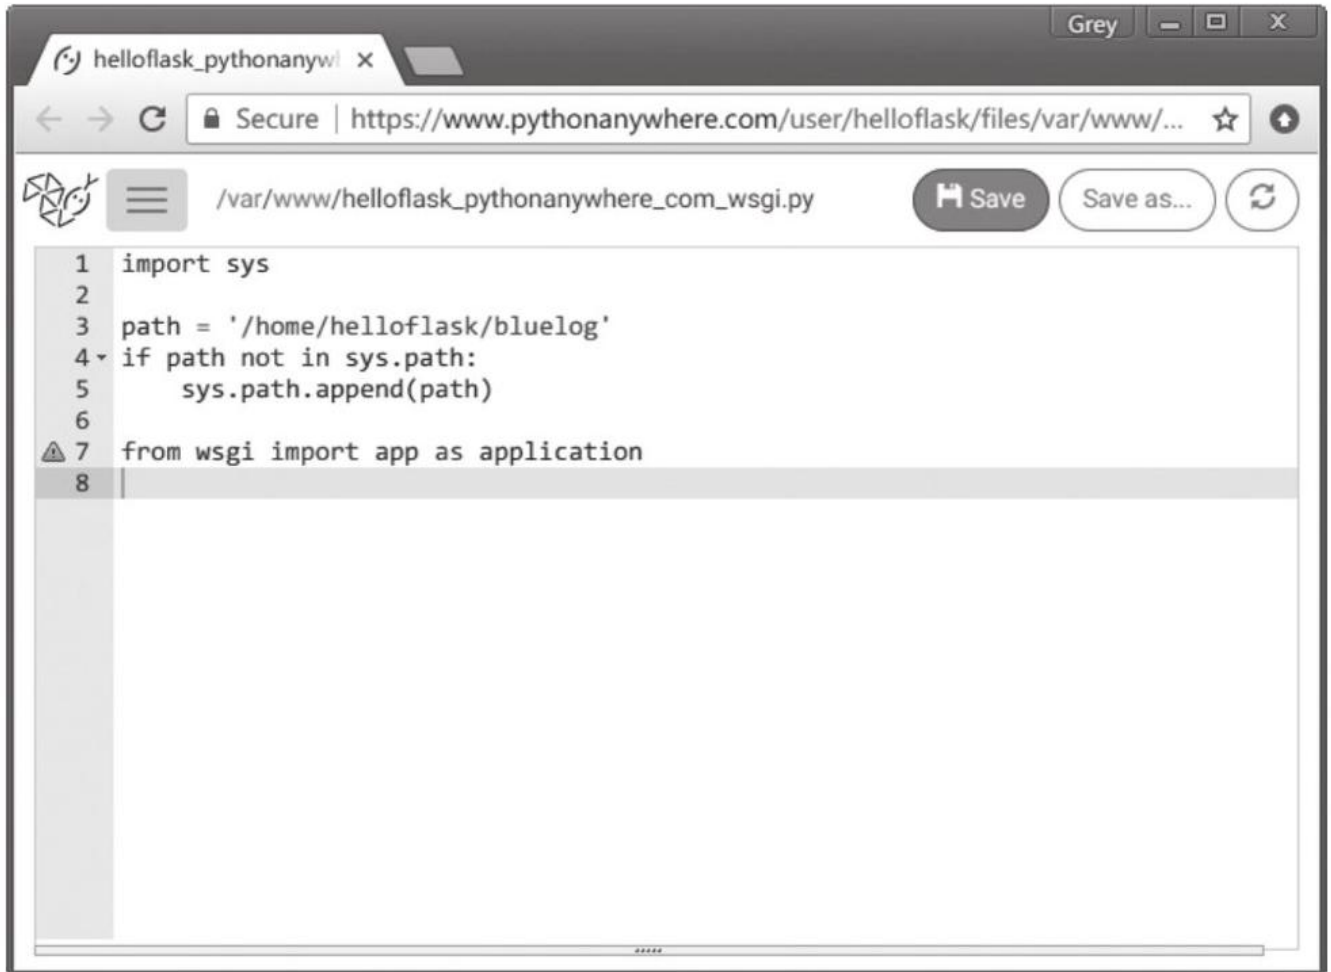 Grey
helloflask_pythonanyw
Secure | https://www.pythonanywhere.com/user/helloflask/files/var/www/...
/var/www/helloflask_pythonanywhere_com_wsgi.py Save Save as...
1 import sys
2
3 path = '/home/helloflask/bluelog'
4 if path not in sys.path:
5     sys.path.append(path)
6
7 from wsgi import app as application
8